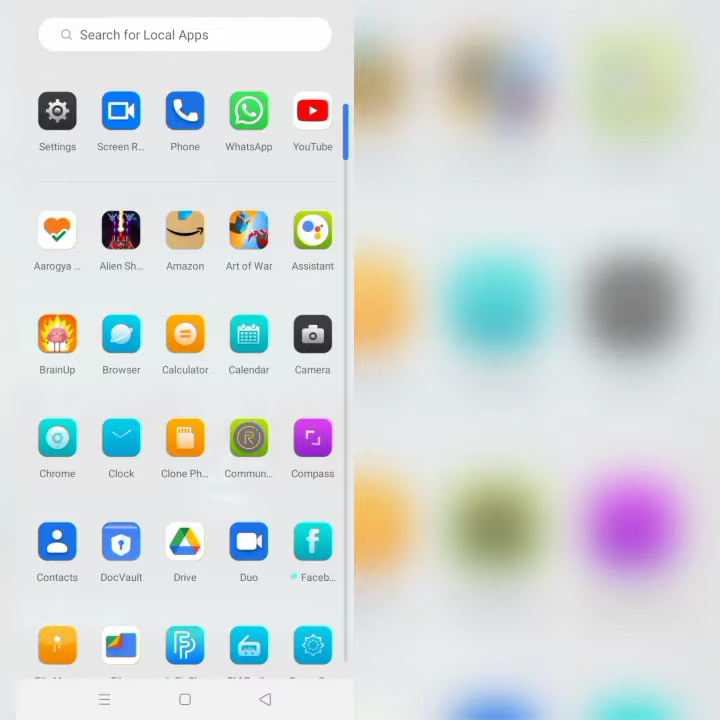 Search for Local Apps
Settings Screen R... Phone WhatsApp YouTube
Aarogya ... Alien Sh... Amazon Art of War Assistant
BrainUp Browser Calculator Calendar Camera
Chrome Clock Clone Ph... Commun... Compass
Contacts DocVault Drive Duo Faceb...